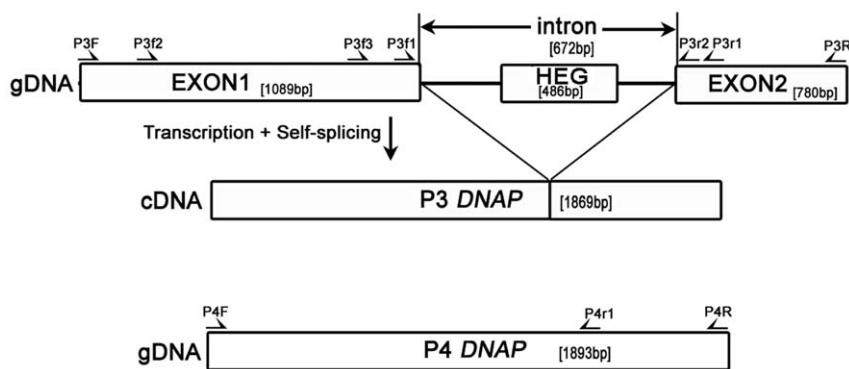 intron
[672bp]
P3F P3f2 P3f3 P3f1 P3r2 P3r1 P3R
gDNA EXON1 [1089bp] HEG [486bp] EXON2 [780bp]
Transcription + Self-splicing
cDNA P3 DNAP [1869bp]
P4F P4r1 P4R
gDNA P4 DNAP [1893bp]